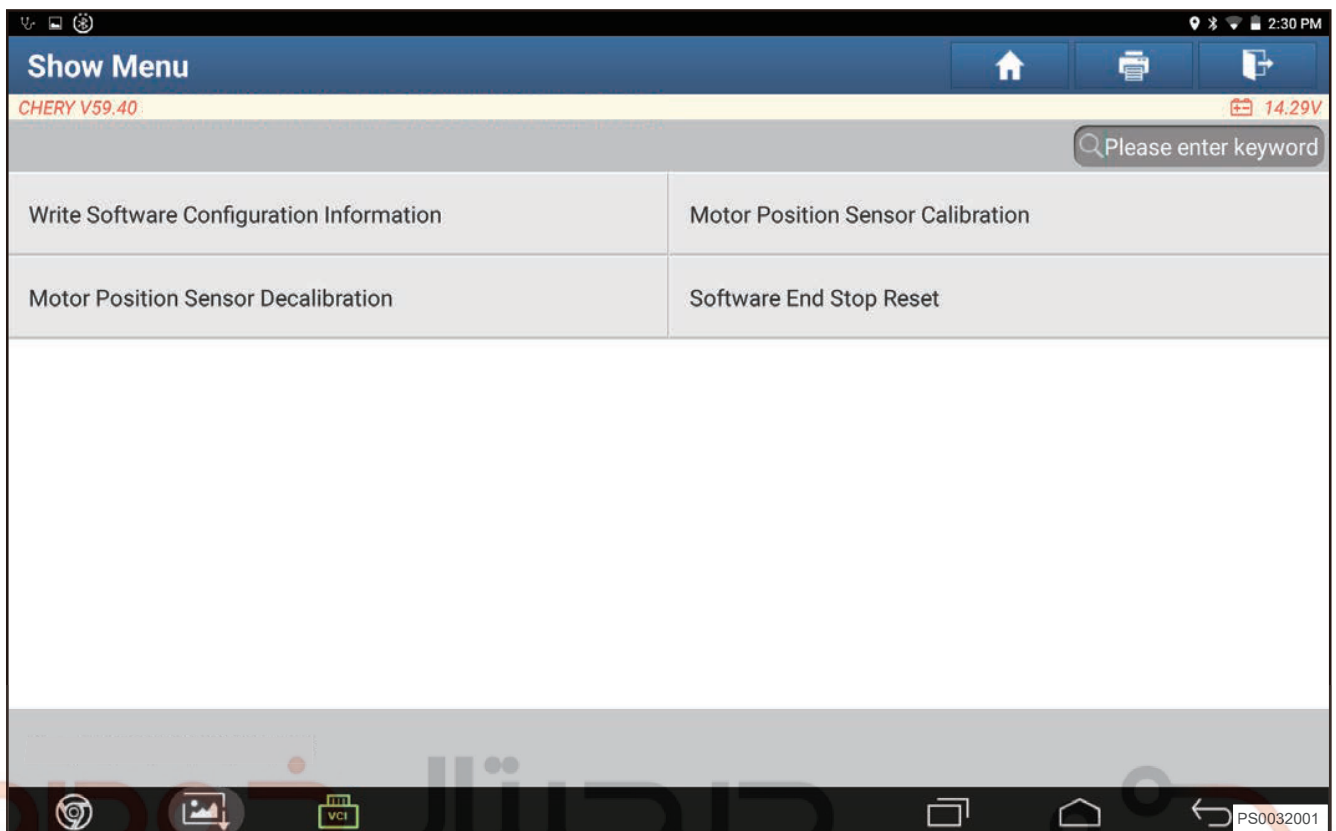 2:30 PM
Show Menu
CHERY V59.40
14.29V
Please enter keyword
Write Software Configuration Information
Motor Position Sensor Calibration
Motor Position Sensor Decalibration
Software End Stop Reset
VCI
PS0032001